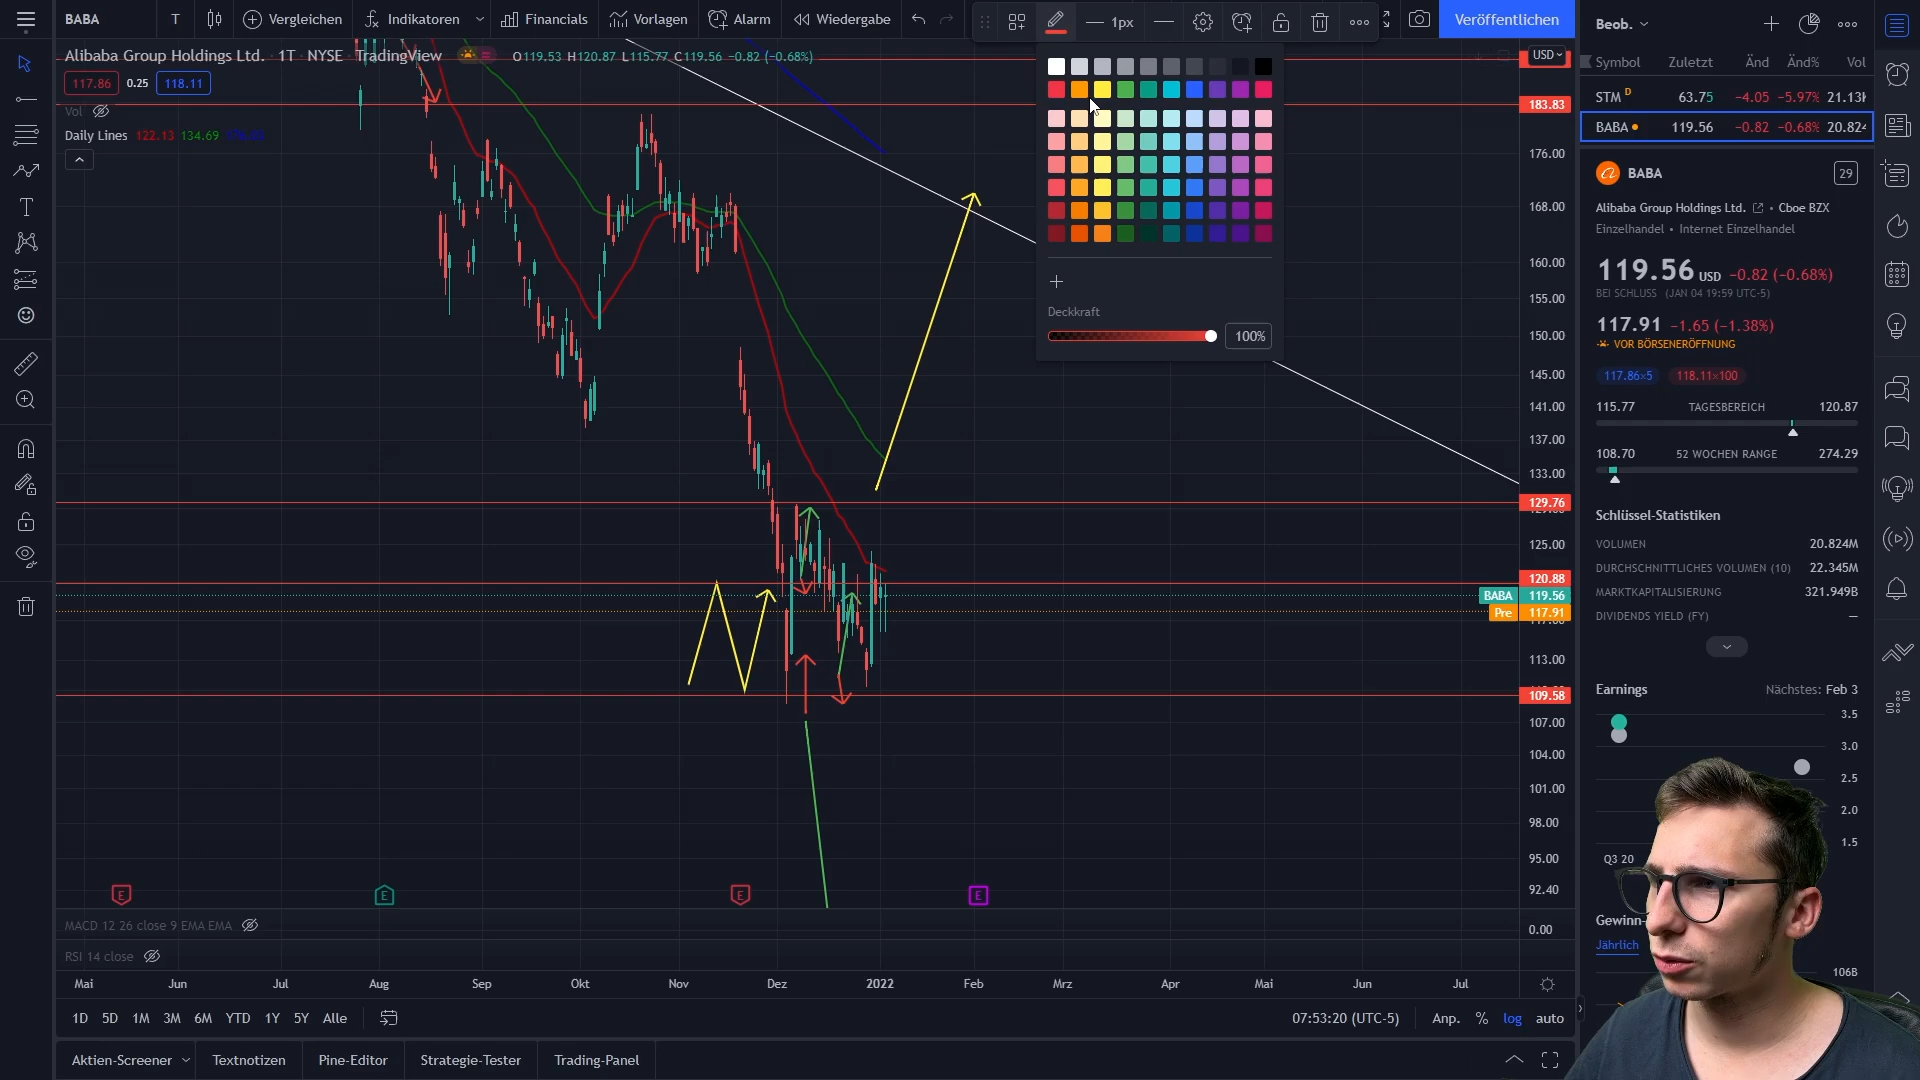 BABA
T
Vergleichen
Indikatoren
Financials
Vorlagen
Alarm
Wiedergabe
1px
Veröffentlichen
Alibaba Group Holdings Ltd. · 1T · NYSE · TradingView
O119.53 H120.87 L115.77 C119.56 −0.82 (−0.68%)
117.86 0.25 118.11
Vol
Daily Lines 122.13 134.69
USD
183.83
176.00
168.00
160.00
155.00
150.00
145.00
141.00
137.00
133.00
129.76
125.00
120.88
BABA 119.56
Pre 117.91
113.00
109.58
107.00
104.00
101.00
98.00
95.00
92.40
0.00
Deckkraft
100%
E
E
E
E
MACD 12 26 close 9 EMA EMA
RSI 14 close
Mai Jun Jul Aug Sep Okt Nov Dez 2022 Feb Mrz Apr Mai Jun Jul
1D 5D 1M 3M 6M YTD 1Y 5Y Alle
07:53:20 (UTC-5) Anp. % log auto
Aktien-Screener Textnotizen Pine-Editor Strategie-Tester Trading-Panel
Beob.
Symbol Zuletzt Änd Änd% Vol
STM D 63.75 −4.05 −5.97%
BABA 119.56 −0.82 −0.68%
BABA
29
Alibaba Group Holdings Ltd. • Cboe BZX
Einzelhandel • Internet Einzelhandel
119.56 USD −0.82 (−0.68%)
BEI SCHLUSS (JAN 04 19:59 UTC-5)
117.91 −1.65 (−1.38%)
VOR BÖRSENERÖFFNUNG
117.86×5 118.11×100
115.77 TAGESBEREICH 120.87
108.70 52 WOCHEN RANGE 274.29
Schlüssel-Statistiken
VOLUMEN 20.824M
DURCHSCHNITTLICHES VOLUMEN (10) 22.345M
MARKTKAPITALISIERUNG 321.949B
DIVIDENDS YIELD (FY) —
Earnings Nächstes: Feb 3
3.5
3.0
2.5
2.0
1.5
Q3 20
Gewinn-
Jährlich
106B